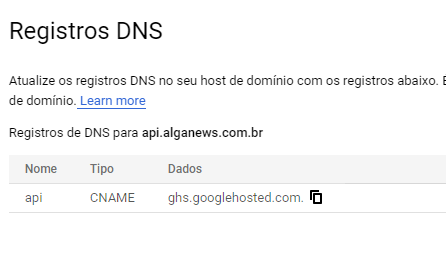 Registros DNS
Atualize os registros DNS no seu host de domínio com os registros abaixo.
de domínio. Learn more
Registros de DNS para api.alganews.com.br
Nome Tipo Dados
api CNAME ghs.googlehosted.com.